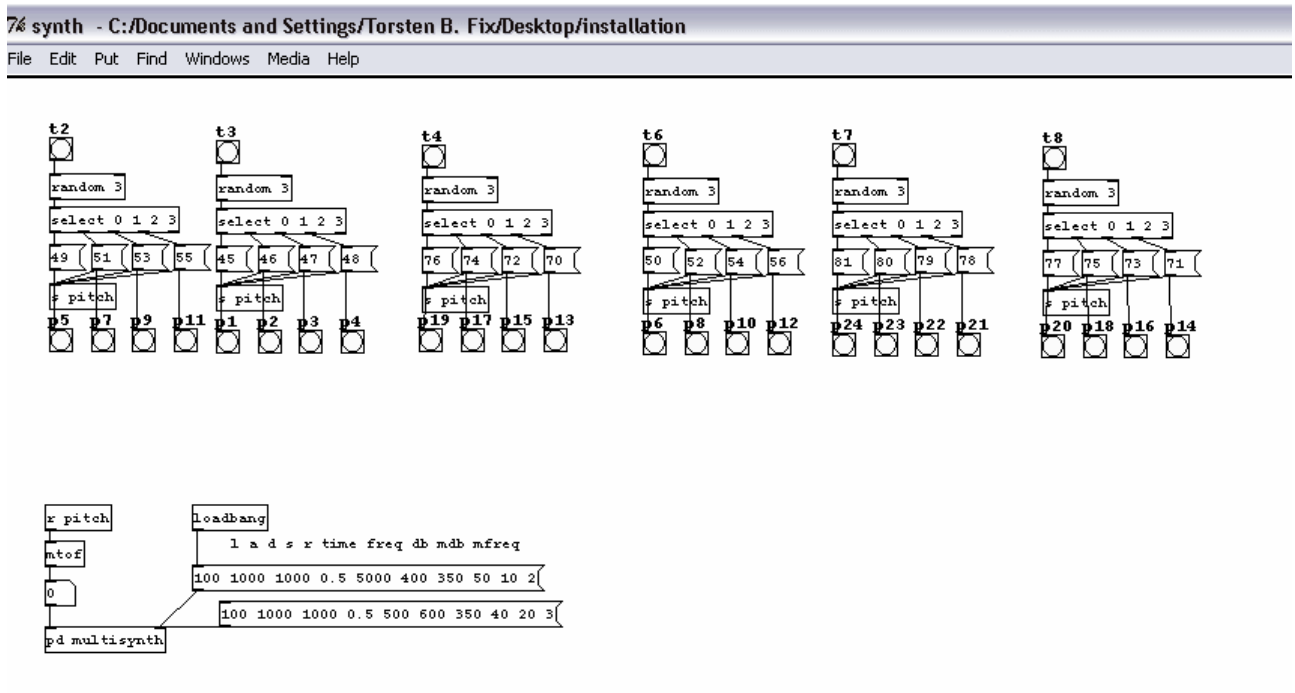 synth - C:/Documents and Settings/Torsten B. Fix/Desktop/installation
File Edit Put Find Windows Media Help
t2 t3 t4 t6 t7 t8
random 3 random 3 random 3 random 3 random 3 random 3
select 0 1 2 3 select 0 1 2 3 select 0 1 2 3 select 0 1 2 3 select 0 1 2 3 select 0 1 2 3
49 51 53 55 45 46 47 48 76 74 72 70 50 52 54 56 81 80 79 78 77 75 73 71
s pitch s pitch s pitch s pitch s pitch s pitch
p5 p7 p9 p11 p1 p2 p3 p4 p19 p17 p15 p13 p6 p8 p10 p12 p24 p23 p22 p21 p20 p18 p16 p14
r pitch loadbang
mtof l a d s r time freq db mdb mfreq
0 100 1000 1000 0.5 5000 400 350 50 10 2
100 1000 1000 0.5 500 600 350 40 20 3
pd multisynth